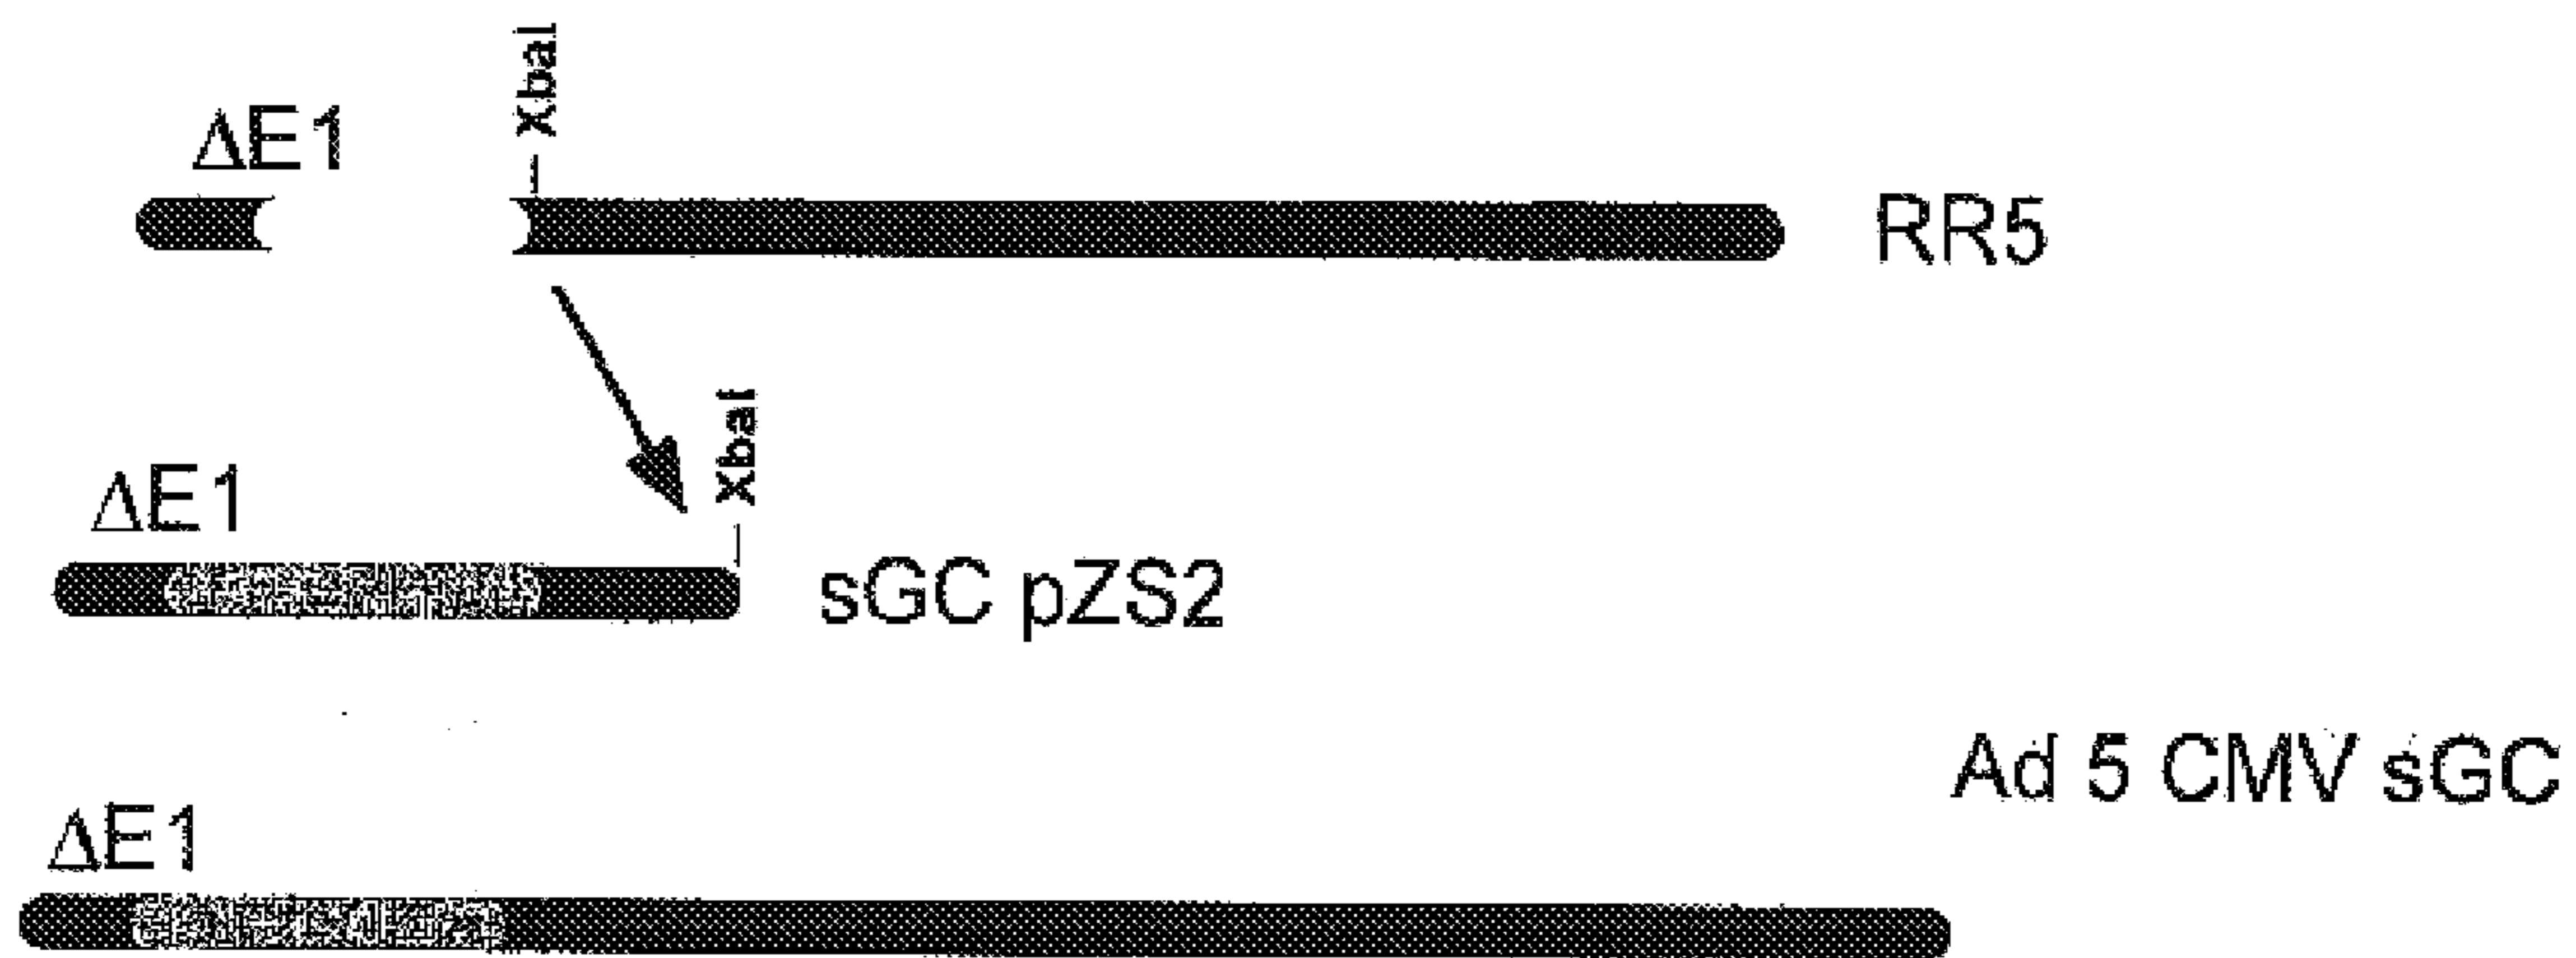 XbaI
ΔE1
RR5
XbaI
ΔE1
sGC pZS2
Ad 5 CMV sGC
ΔE1